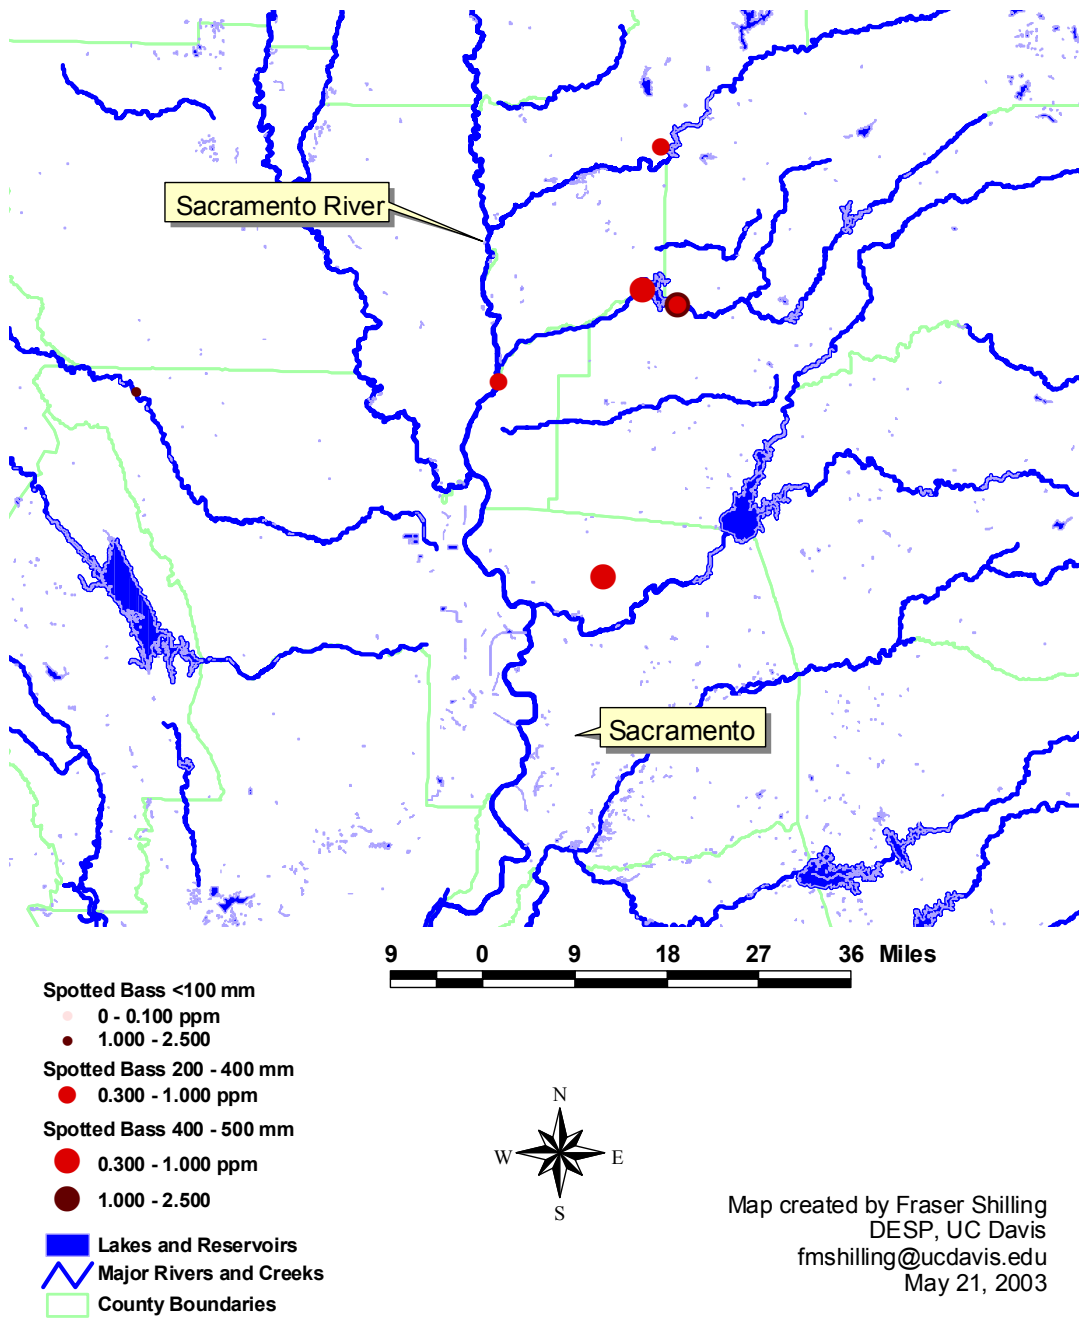 Sacramento River
Sacramento
9 0 9 18 27 36 Miles
Spotted Bass <100 mm
0 - 0.100 ppm
1.000 - 2.500
Spotted Bass 200 - 400 mm
0.300 - 1.000 ppm
Spotted Bass 400 - 500 mm
0.300 - 1.000 ppm
1.000 - 2.500
Lakes and Reservoirs
Major Rivers and Creeks
County Boundaries
N
W E
S
Map created by Fraser Shilling
DESP, UC Davis
fmshilling@ucdavis.edu
May 21, 2003